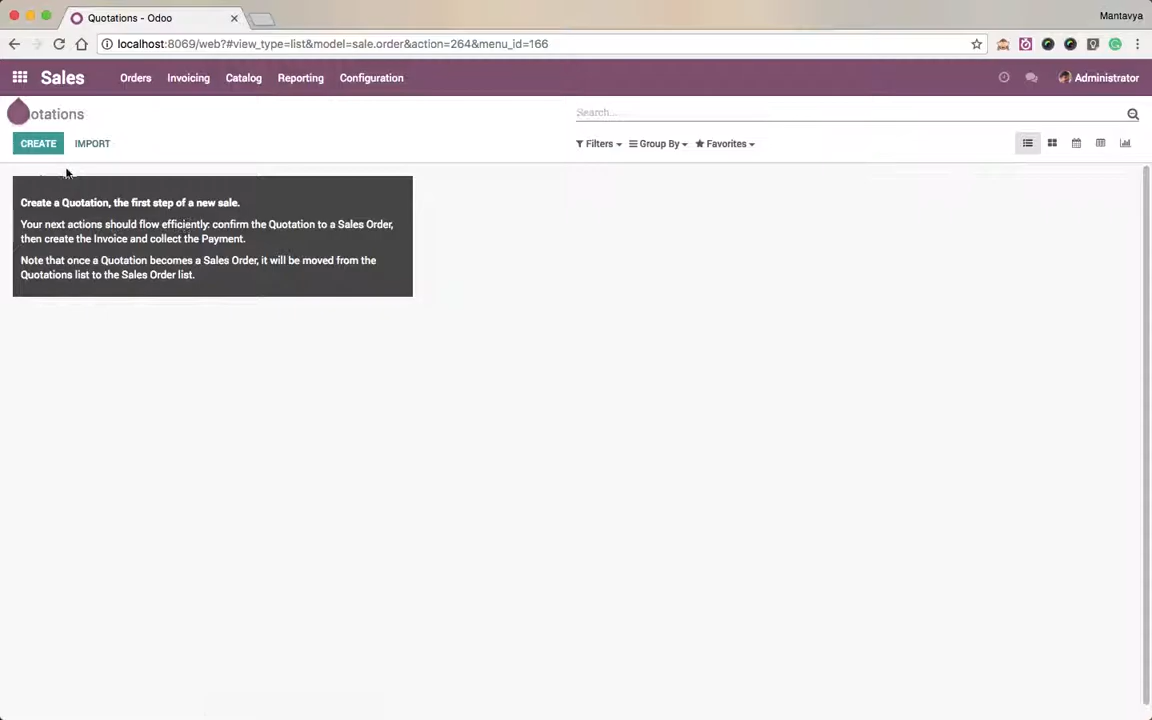 Quotations - Odoo
Mantavya
localhost:8069/web?#view_type=list&model=sale.order&action=264&menu_id=166
Sales Orders Invoicing Catalog Reporting Configuration Administrator
otations
Search...
CREATE IMPORT Filters Group By Favorites
Create a Quotation, the first step of a new sale.
Your next actions should flow efficiently: confirm the Quotation to a Sales Order,
then create the Invoice and collect the Payment.
Note that once a Quotation becomes a Sales Order, it will be moved from the
Quotations list to the Sales Order list.